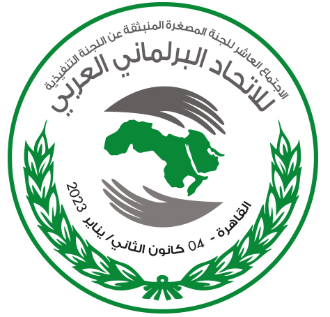 الاجتماع العاشر للجنة المصغرة المنبثقة عن اللجنة التنفيذية
للاتحاد البرلماني العربي
القاهرة - 04 كانون الثاني/ يناير 2023